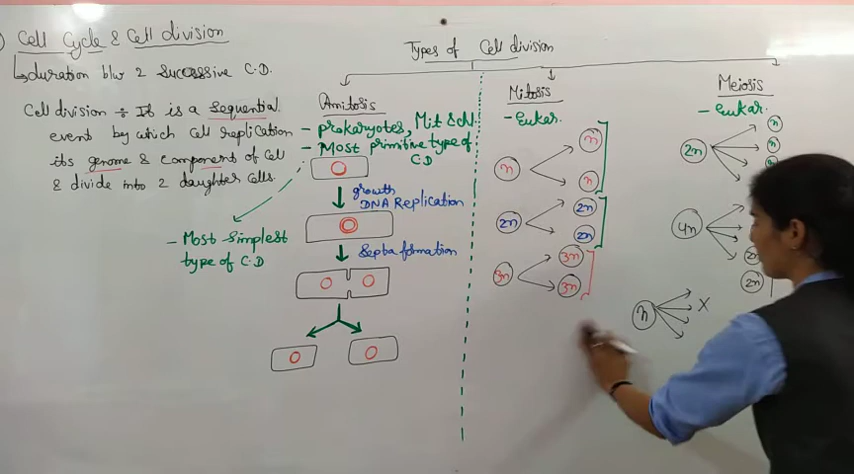 Cell Cycle & Cell division
duration b/w 2 Successive C.D.
Cell division ÷ It is a Sequential
event by which Cell replication
its genome & component of Cell
& divide into 2 daughter Cells.
Types of Cell division
Amitosis
- prokaryotes, Mit &
- Most primitive type of
C.D
growth
DNA Replication
Septa formation
- Most Simplest
type of C.D
Mitosis
- Eukar.
n
n
n
2n
2n
2n
3n
3n
3n
Meiosis
- Eukar.
2n
n
n
4n
2n
n
X